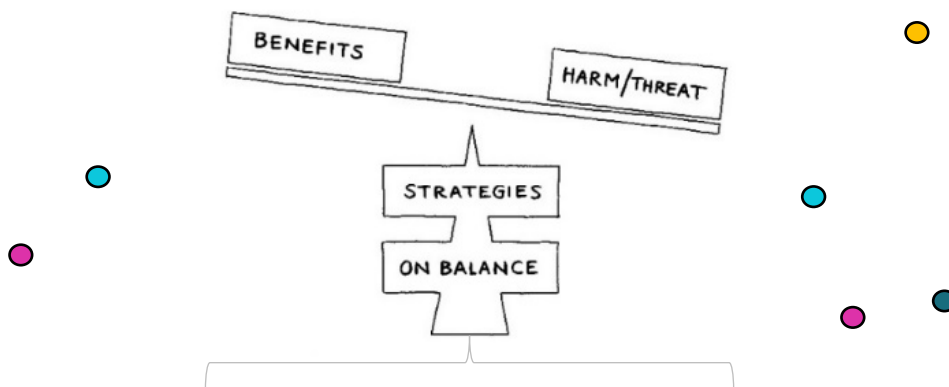 BENEFITS
HARM/THREAT
STRATEGIES
ON BALANCE